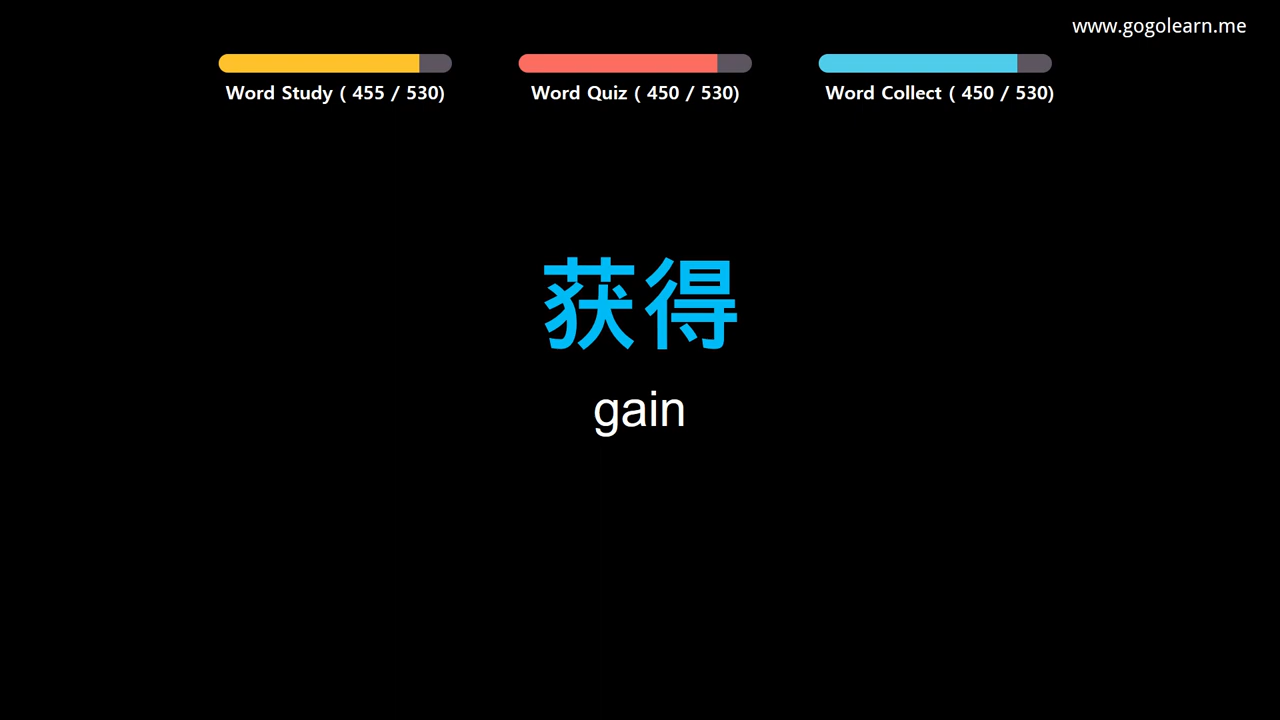 www.gogolearn.me
Word Study ( 455 / 530)
Word Quiz ( 450 / 530)
Word Collect ( 450 / 530)
获得
gain